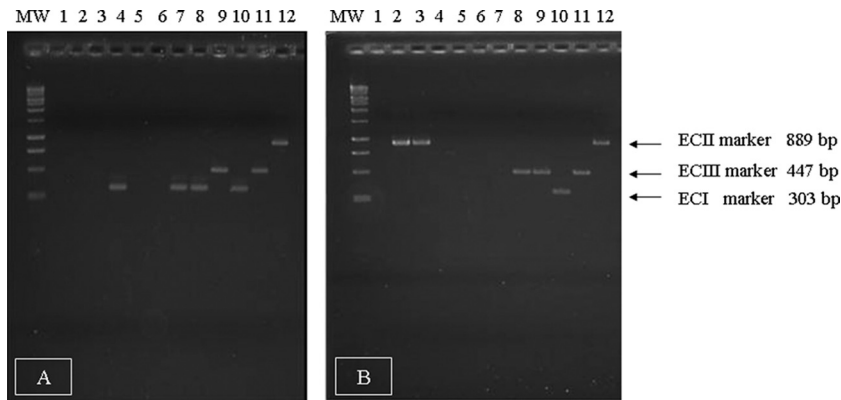 MW 1 2 3 4 5 6 7 8 9 10 11 12
MW 1 2 3 4 5 6 7 8 9 10 11 12
ECII marker 889 bp
ECIII marker 447 bp
ECI marker 303 bp
A
B